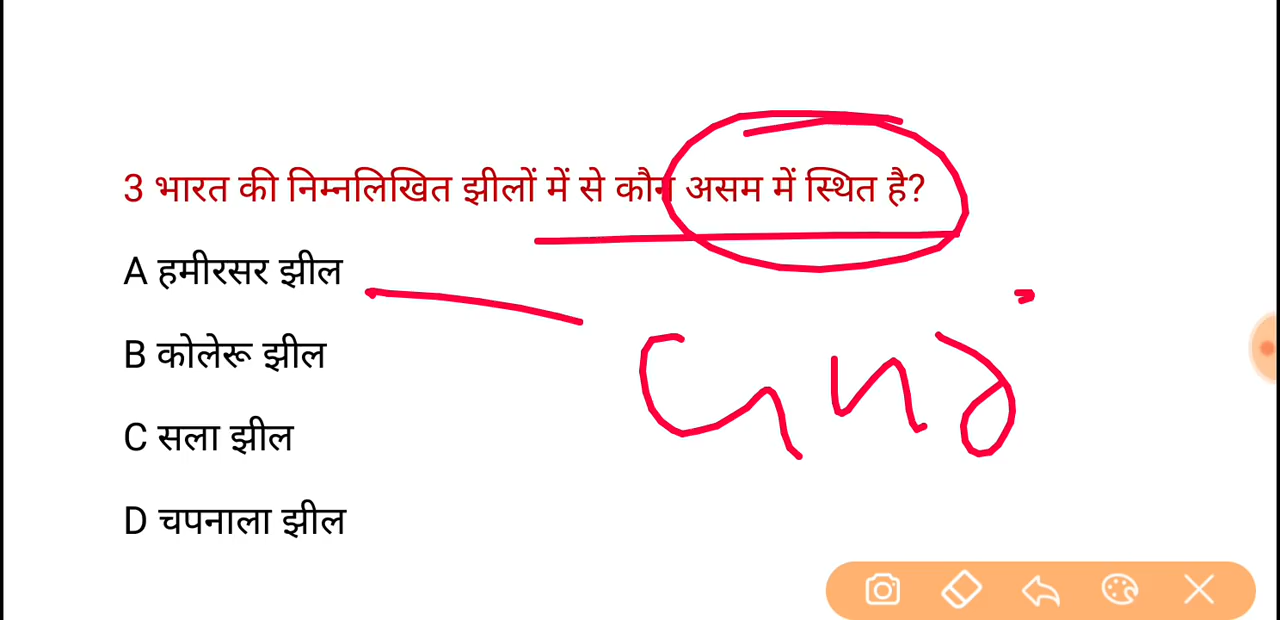 3 भारत की निम्नलिखित झीलों में से कौन असम में स्थित है?
A हमीरसर झील
B कोलेरू झील
C सला झील
D चपनाला झील